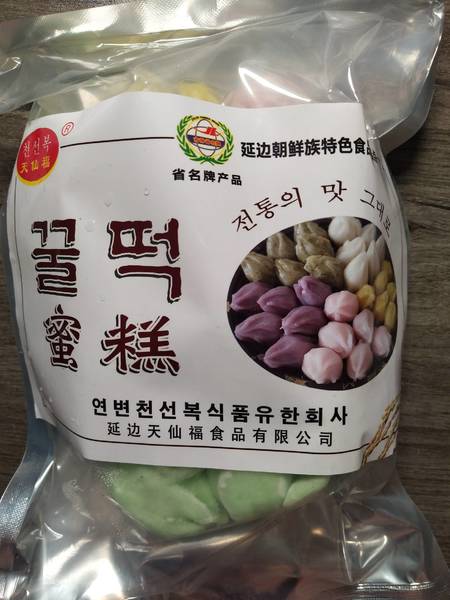 천선복
天仙福
®
延边朝鲜族特色食品
省名牌产品
전통의 맛 그대로
꿀떡
蜜糕
연변천선복식품유한회사
延边天仙福食品有限公司